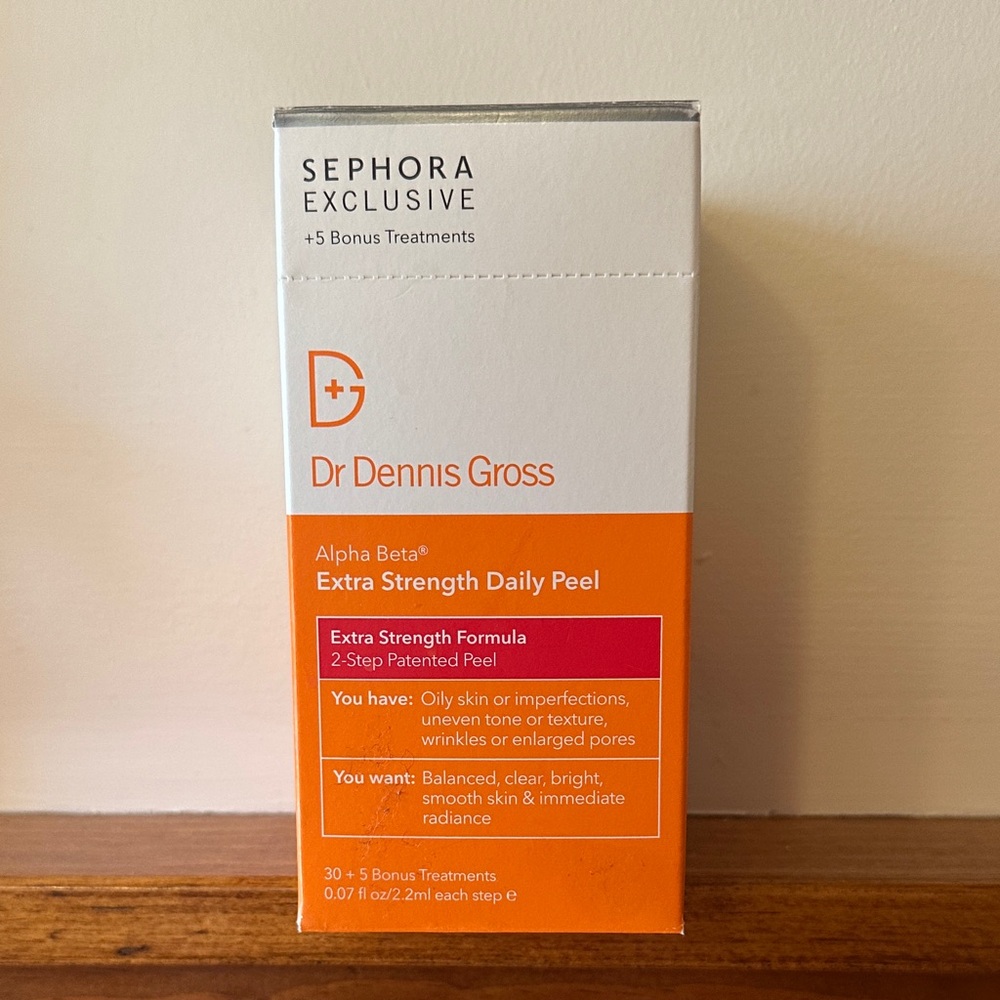 SEPHORA
EXCLUSIVE
+5 Bonus Treatments
DG
Dr Dennis Gross
Alpha Beta®
Extra Strength Daily Peel
Extra Strength Formula
2-Step Patented Peel
You have: Oily skin or imperfections,
uneven tone or texture,
wrinkles or enlarged pores
You want: Balanced, clear, bright,
smooth skin & immediate
radiance
30 + 5 Bonus Treatments
0.07 fl oz/2.2ml each step ℮